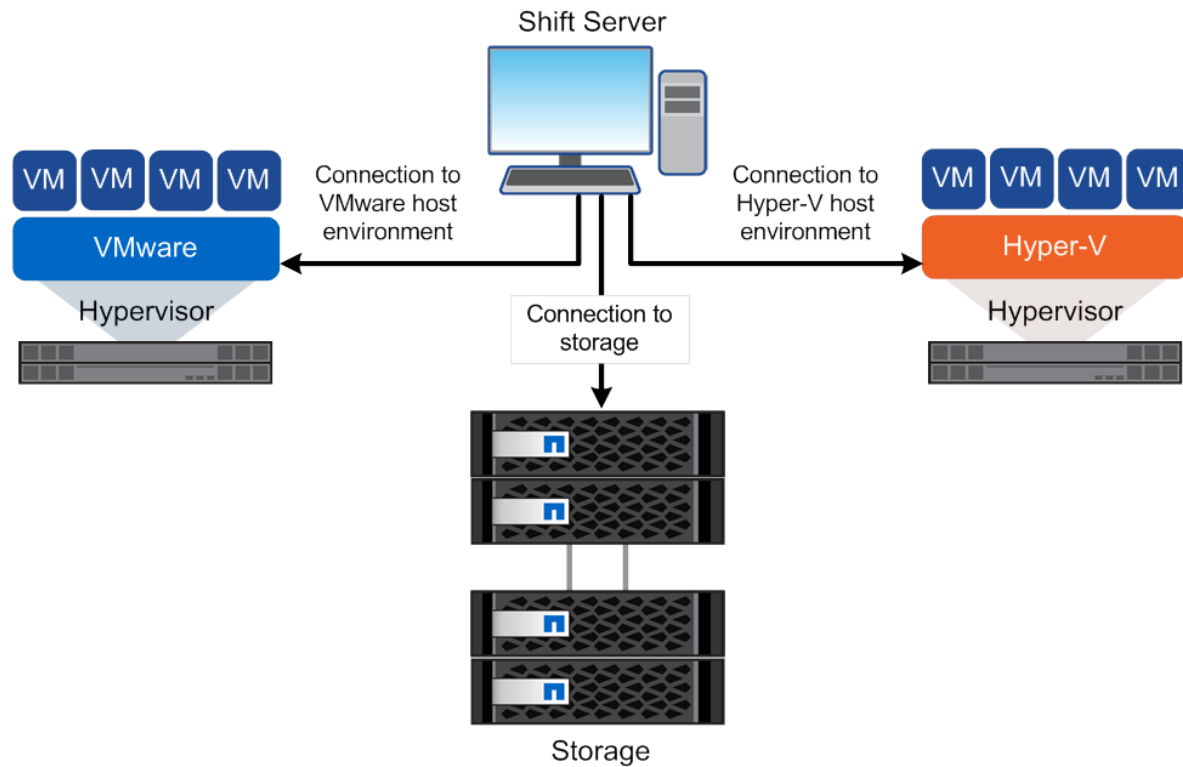 Shift Server
VM VM VM VM
VMware
Hypervisor
Connection to
VMware host
environment
Connection to
Hyper-V host
environment
VM VM VM VM
Hyper-V
Hypervisor
Connection to
storage
Storage